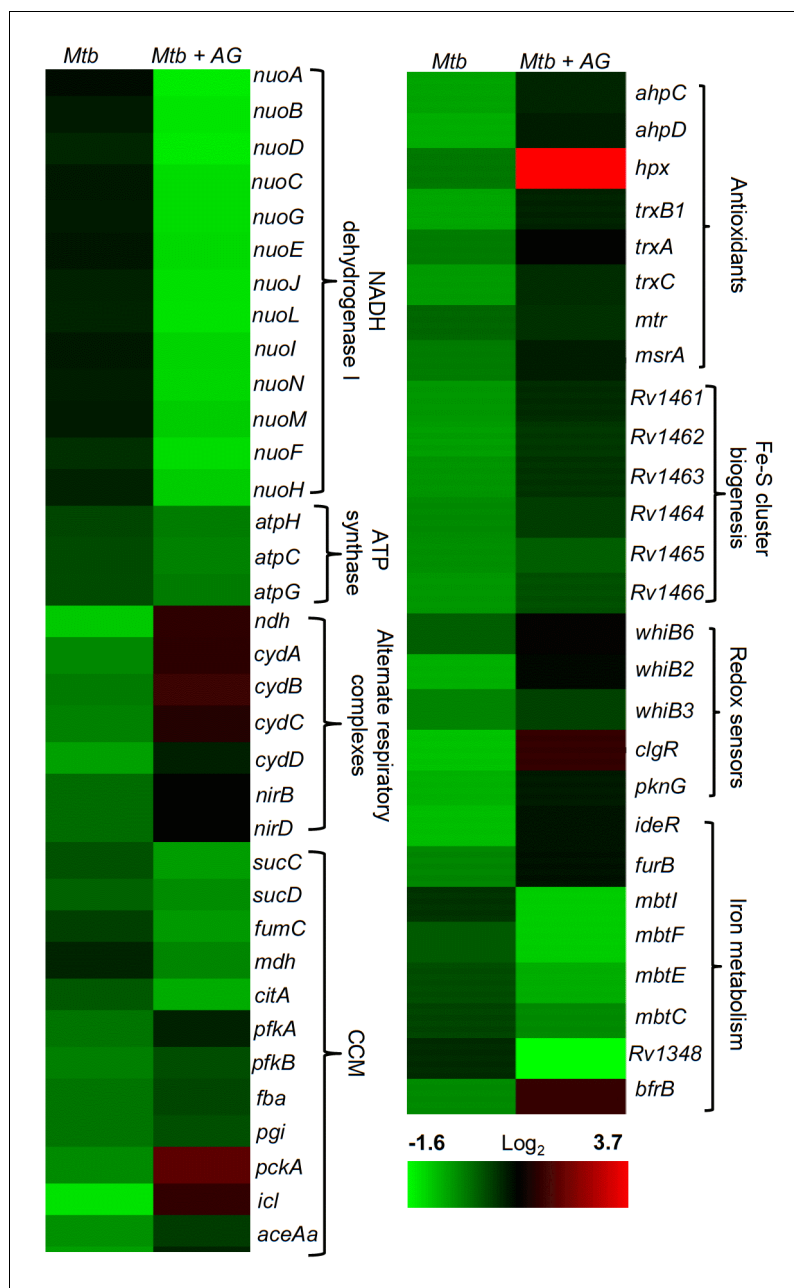 Mtb Mtb + AG
nuoA
nuoB
nuoD
nuoC
nuoG
nuoE
nuoJ
nuoL
nuoI
nuoN
nuoM
nuoF
nuoH
NADH
dehydrogenase I
atpH
atpC
atpG
ATP
synthase
ndh
cydA
cydB
cydC
cydD
nirB
nirD
Alternate respiratory
complexes
sucC
sucD
fumC
mdh
citA
pfkA
pfkB
fba
pgi
pckA
icl
aceAa
CCM
Mtb Mtb + AG
ahpC
ahpD
hpx
trxB1
trxA
trxC
mtr
msrA
Antioxidants
Rv1461
Rv1462
Rv1463
Rv1464
Rv1465
Rv1466
Fe-S cluster
biogenesis
whiB6
whiB2
whiB3
clgR
pknG
Redox sensors
ideR
furB
mbtI
mbtF
mbtE
mbtC
Rv1348
bfrB
Iron metabolism
-1.6 Log2 3.7